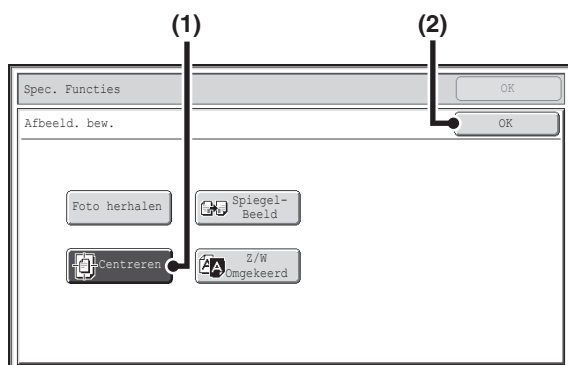 (1) (2)
Spec. Functies OK
Afbeeld. bew. OK
Foto herhalen
Spiegel-
Beeld
Centreren
Z/W
Omgekeerd